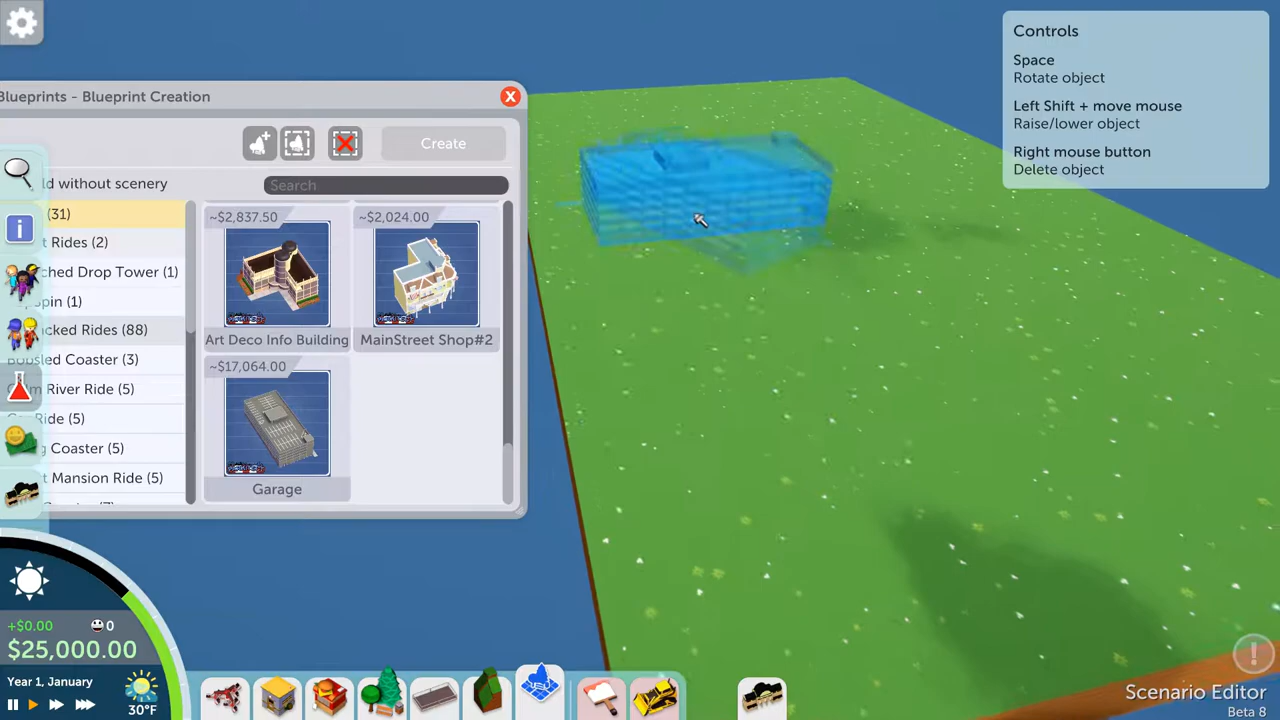 Controls
Space
Rotate object
Left Shift + move mouse
Raise/lower object
Right mouse button
Delete object
Blueprints - Blueprint Creation
Create
ld without scenery
Search
(31)
t Rides (2)
ched Drop Tower (1)
pin (1)
acked Rides (88)
Bobsled Coaster (3)
m River Ride (5)
Ride (5)
g Coaster (5)
t Mansion Ride (5)
~$2,837.50
~$2,024.00
Art Deco Info Building
MainStreet Shop#2
~$17,064.00
Garage
+$0.00
0
$25,000.00
Year 1, January
30°F
Scenario Editor
Beta 8